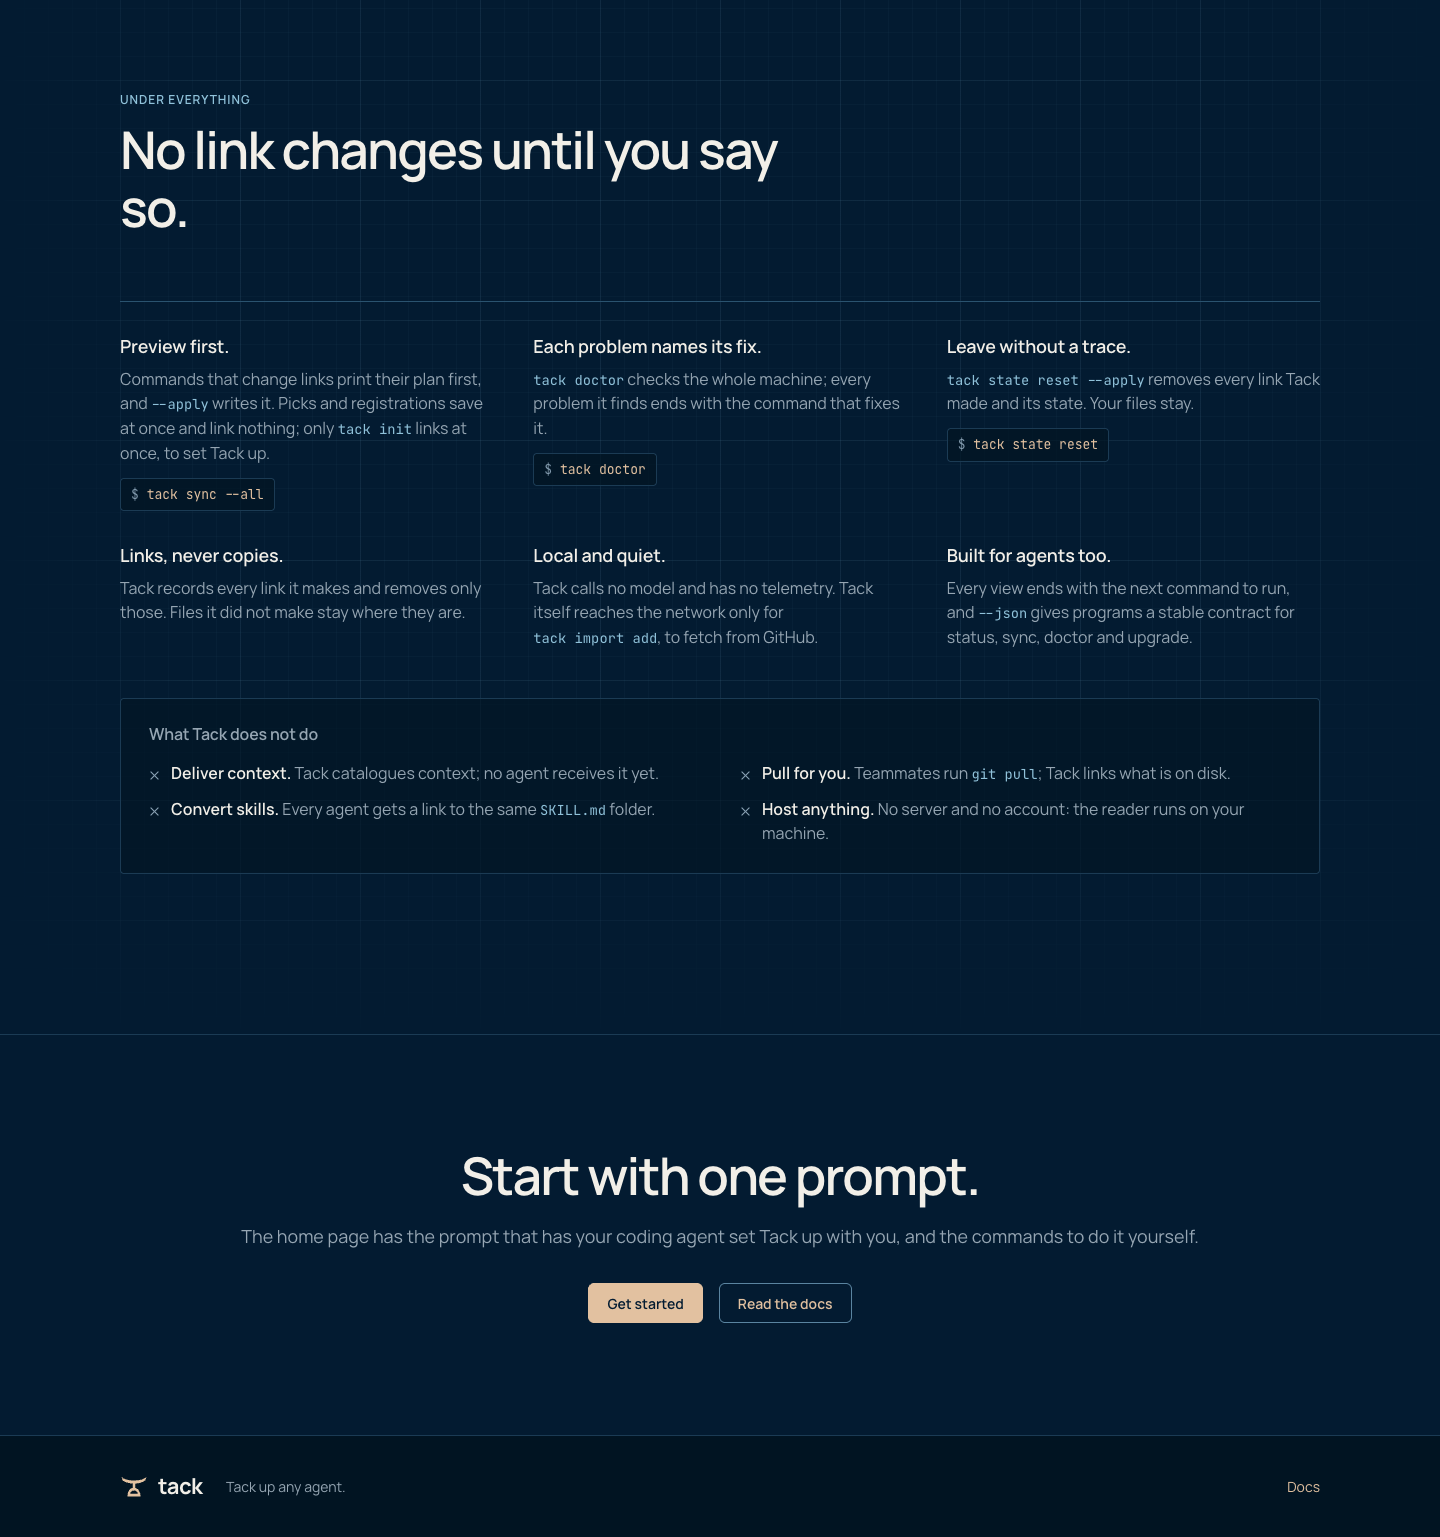 UNDER EVERYTHING
No link changes until you say
so.
Preview first.
Commands that change links print their plan first,
and --apply writes it. Picks and registrations save
at once and link nothing; only tack init links at
once, to set Tack up.
$ tack sync --all
Each problem names its fix.
tack doctor checks the whole machine; every
problem it finds ends with the command that fixes
it.
$ tack doctor
Leave without a trace.
tack state reset --apply removes every link Tack
made and its state. Your files stay.
$ tack state reset
Links, never copies.
Tack records every link it makes and removes only
those. Files it did not make stay where they are.
Local and quiet.
Tack calls no model and has no telemetry. Tack
itself reaches the network only for
tack import add, to fetch from GitHub.
Built for agents too.
Every view ends with the next command to run,
and --json gives programs a stable contract for
status, sync, doctor and upgrade.
What Tack does not do
× Deliver context. Tack catalogues context; no agent receives it yet.
× Pull for you. Teammates run git pull; Tack links what is on disk.
× Convert skills. Every agent gets a link to the same SKILL.md folder.
× Host anything. No server and no account: the reader runs on your
machine.
Start with one prompt.
The home page has the prompt that has your coding agent set Tack up with you, and the commands to do it yourself.
Get started
Read the docs
tack
Tack up any agent.
Docs